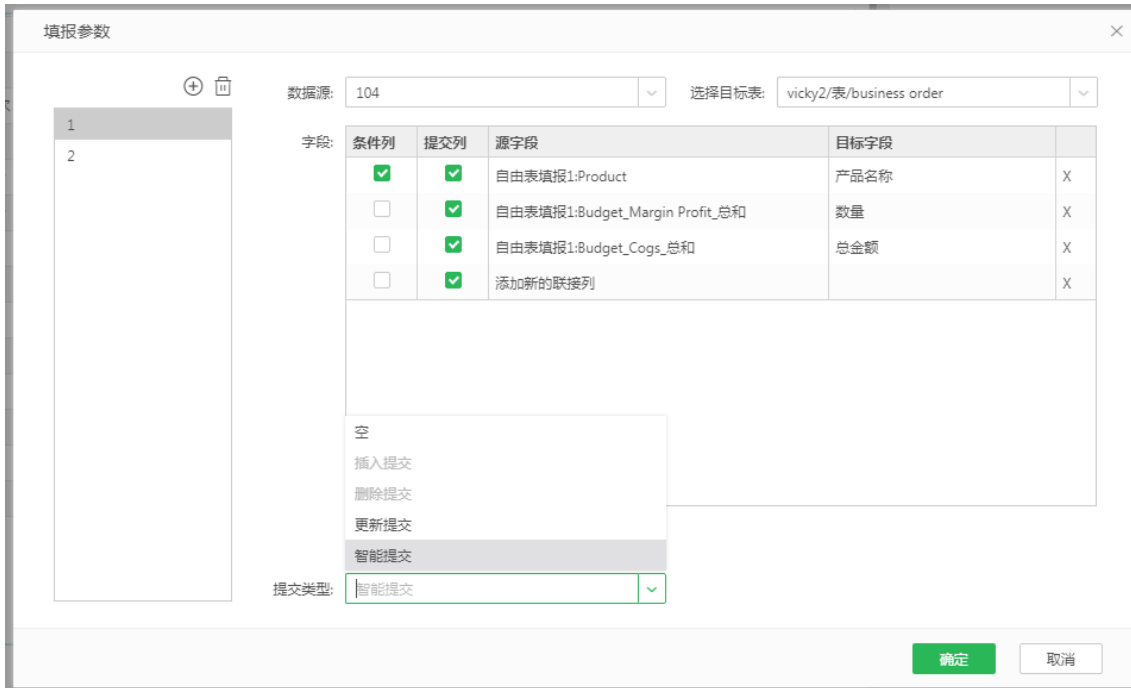 填报参数
数据源: 104 选择目标表: vicky2/表/business order
1
2
字段: 条件列 提交列 源字段 目标字段
自由表填报1:Product 产品名称 X
自由表填报1:Budget_Margin Profit_总和 数量 X
自由表填报1:Budget_Cogs_总和 总金额 X
添加新的联接列 X
空
插入提交
删除提交
更新提交
智能提交
提交类型: 智能提交
确定 取消